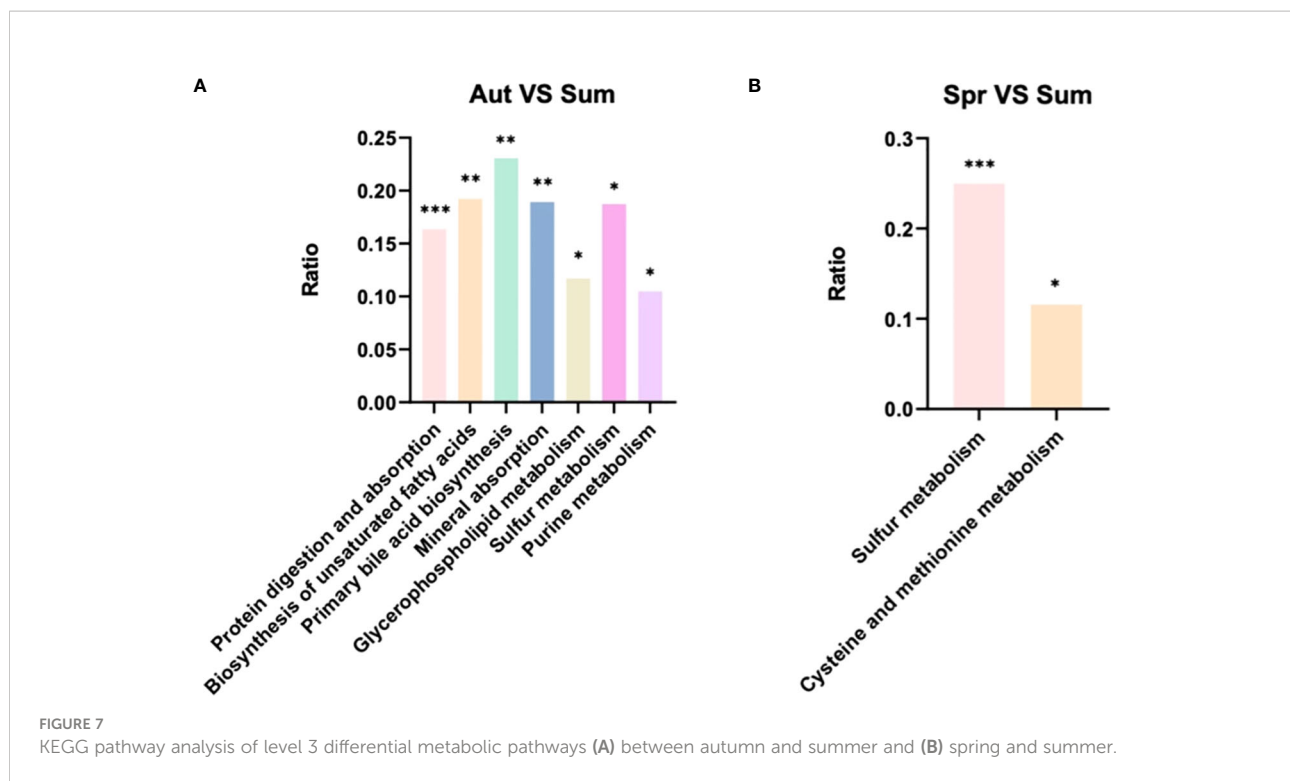 A
Aut VS Sum
Ratio
0.25
0.20
0.15
0.10
0.05
0.00
***
**
**
**
*
*
*
Protein digestion and absorption
Biosynthesis of unsaturated fatty acids
Primary bile acid biosynthesis
Mineral absorption
Glycerophospholipid metabolism
Sulfur metabolism
Purine metabolism
B
Spr VS Sum
Ratio
0.3
0.2
0.1
0.0
***
*
Sulfur metabolism
Cysteine and methionine metabolism
FIGURE 7
KEGG pathway analysis of level 3 differential metabolic pathways (A) between autumn and summer and (B) spring and summer.